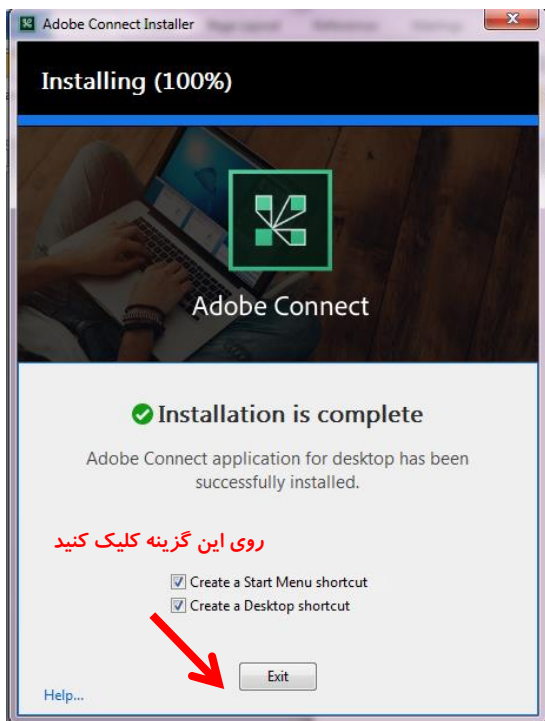 Adobe Connect Installer
Installing (100%)
Adobe Connect
Installation is complete
Adobe Connect application for desktop has been
successfully installed.
روی این گزینه کلیک کنید
Create a Start Menu shortcut
Create a Desktop shortcut
Exit
Help...